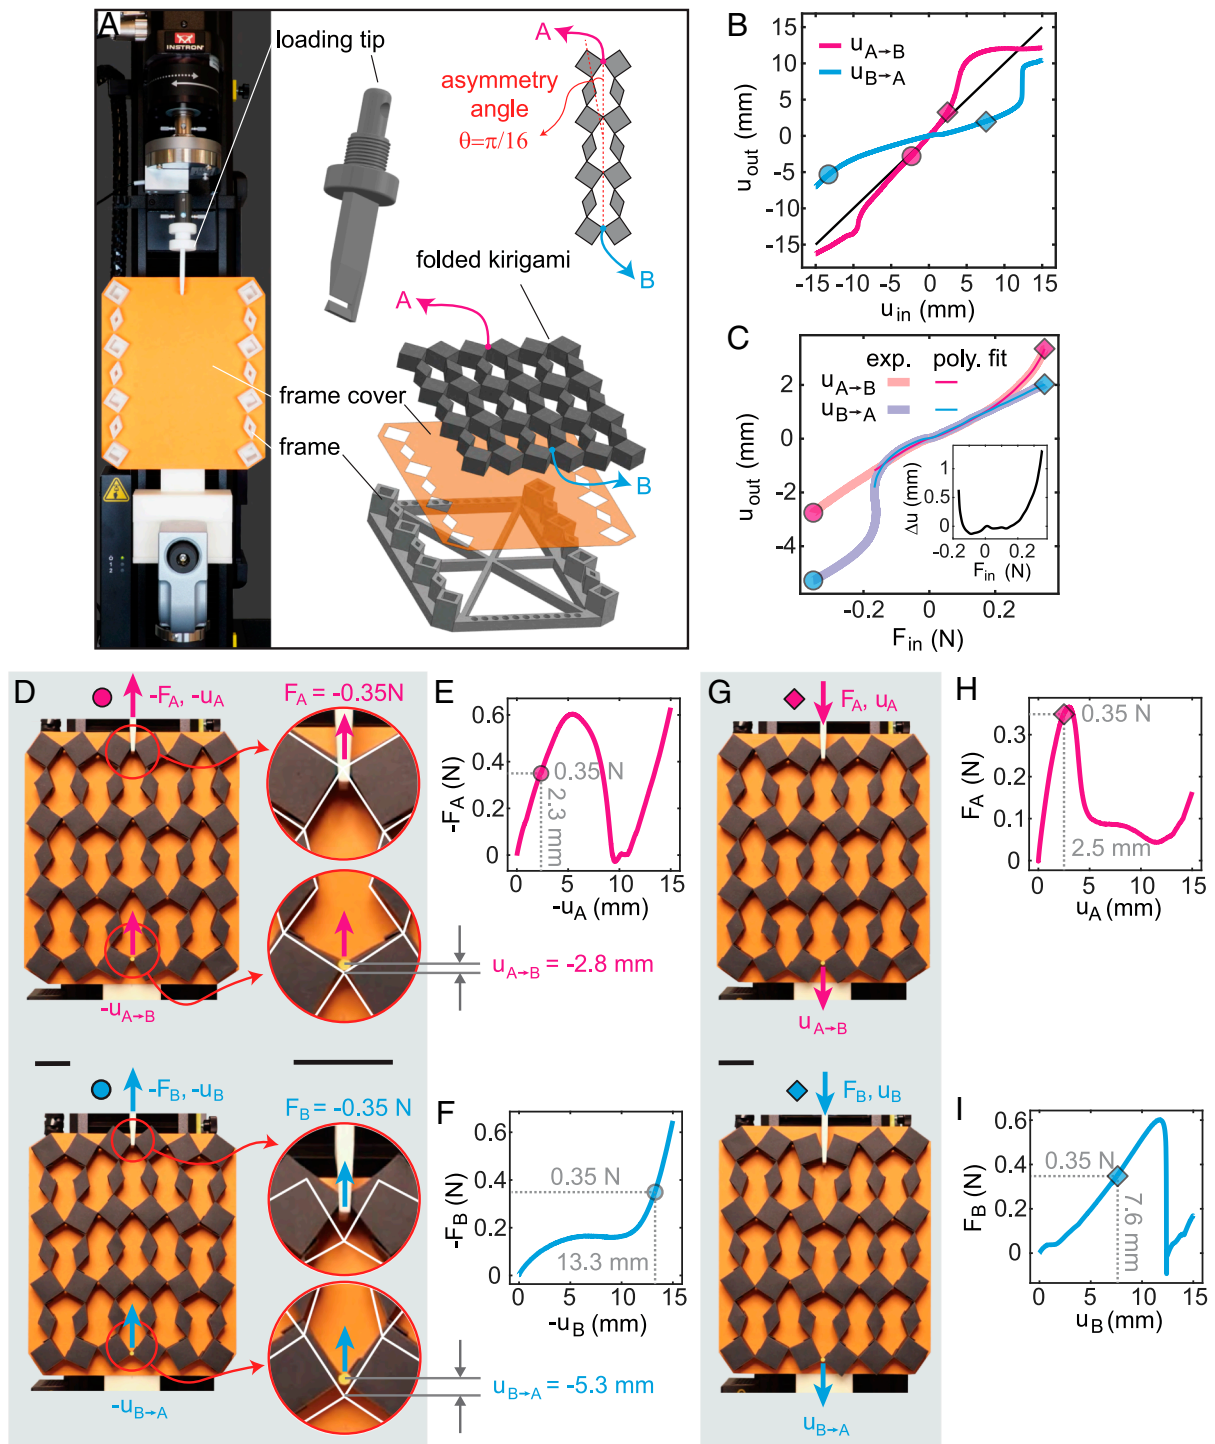 A
INSTRON
loading tip
A
asymmetry
angle
θ=π/16
B
folded kirigami
A
frame cover
frame
B
B
u_A→B
u_B→A
15
10
5
0
-5
-10
-15
u_out (mm)
-15 -10 -5 0 5 10 15
u_in (mm)
C
exp. poly. fit
u_A→B
u_B→A
2
0
-2
-4
u_out (mm)
-0.2 0 0.2
F_in (N)
1
0.5
0
Δu (mm)
-0.2 0 0.2
F_in (N)
D
-F_A, -u_A
F_A = -0.35N
-u_A→B
u_A→B = -2.8 mm
-F_B, -u_B
F_B = -0.35 N
-u_B→A
u_B→A = -5.3 mm
E
0.6
0.4
0.2
0
-F_A (N)
0.35 N
2.3 mm
0 5 10 15
-u_A (mm)
F
0.6
0.4
0.2
0
-F_B (N)
0.35 N
13.3 mm
0 5 10 15
-u_B (mm)
G
F_A, u_A
u_A→B
F_B, u_B
u_B→A
H
0.3
0.2
0.1
0
F_A (N)
0.35 N
2.5 mm
0 5 10 15
u_A (mm)
I
0.6
0.4
0.2
0
F_B (N)
0.35 N
7.6 mm
0 5 10 15
u_B (mm)